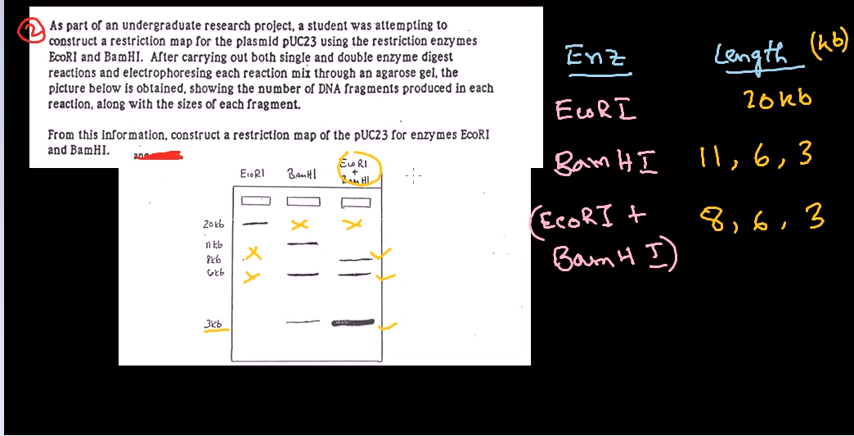 ② As part of an undergraduate research project, a student was attempting to
construct a restriction map for the plasmid pUC23 using the restriction enzymes
EcoRI and BamHI. After carrying out both single and double enzyme digest
reactions and electrophoresing each reaction mix through an agarose gel, the
picture below is obtained, showing the number of DNA fragments produced in each
reaction, along with the sizes of each fragment.
From this information, construct a restriction map of the pUC23 for enzymes EcoRI
and BamHI.
EcoRI BamHI EcoRI
+
BamHI
20kb
11kb
8kb
6kb
3kb
Enz Length (kb)
EcoRI 20kb
BamHI 11, 6, 3
(EcoRI + 8, 6, 3
BamHI)